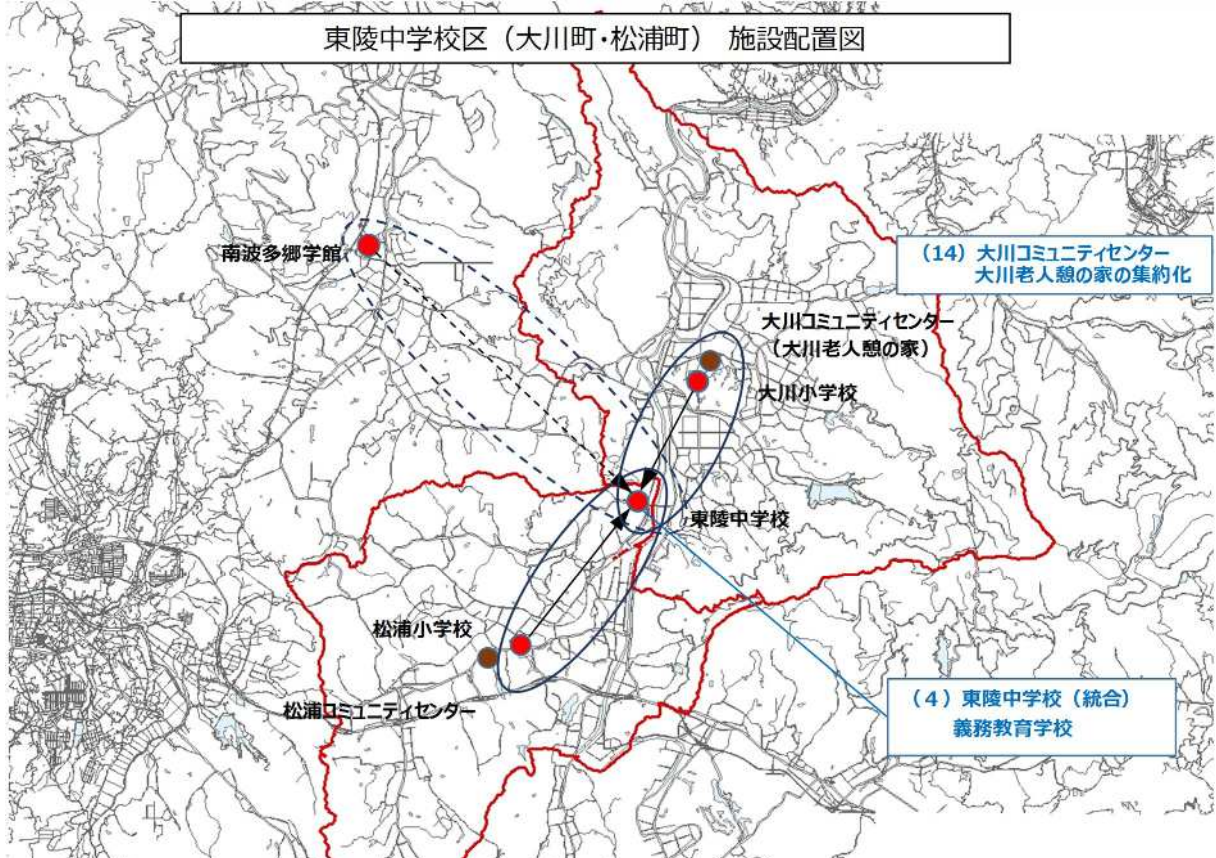 東陵中学校区（大川町・松浦町） 施設配置図
南波多郷学館
（14）大川コミュニティセンター
大川老人憩の家の集約化
大川コミュニティセンター
（大川老人憩の家）
大川小学校
東陵中学校
松浦小学校
松浦コミュニティセンター
（４）東陵中学校（統合）
義務教育学校